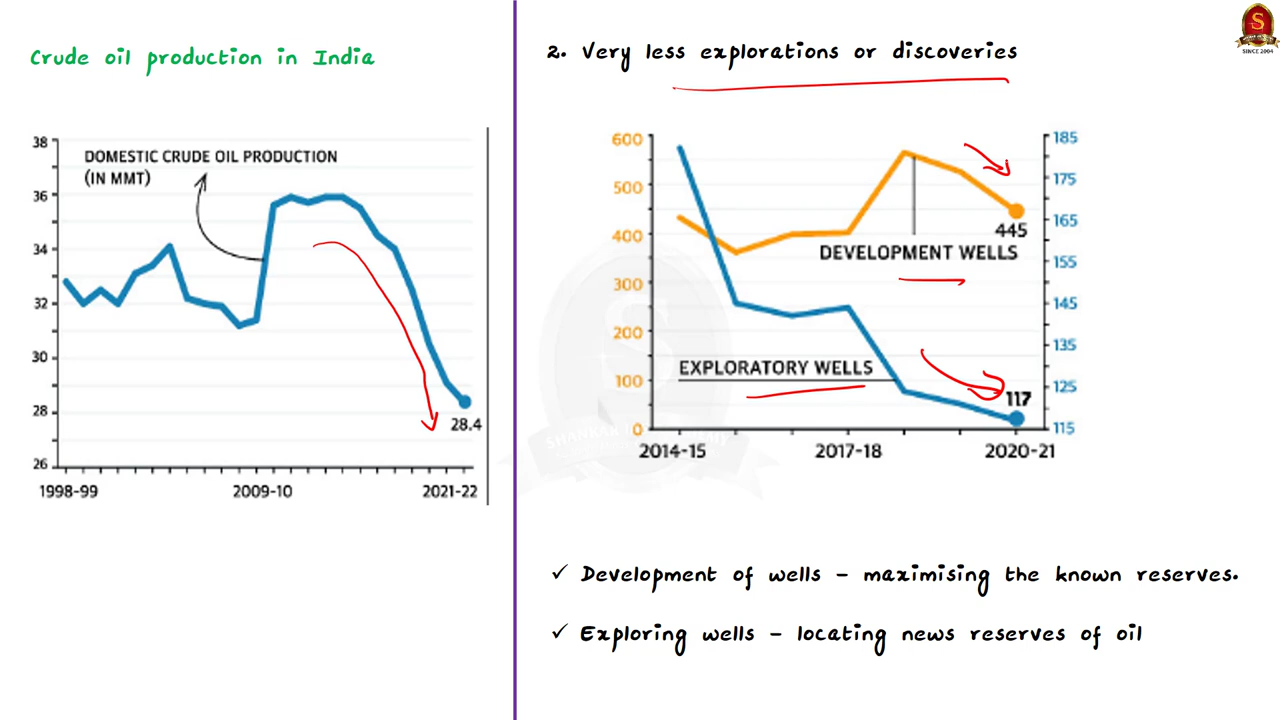 Crude oil production in India
38
36
34
32
30
28
26
DOMESTIC CRUDE OIL PRODUCTION
(IN MMT)
28.4
1998-99 2009-10 2021-22
2. Very less explorations or discoveries
S
SINCE 2004
600
500
400
300
200
100
0
185
175
165
155
145
135
125
115
445
DEVELOPMENT WELLS
EXPLORATORY WELLS
117
2014-15 2017-18 2020-21
✓ Development of wells – maximising the known reserves.
✓ Exploring wells – locating news reserves of oil